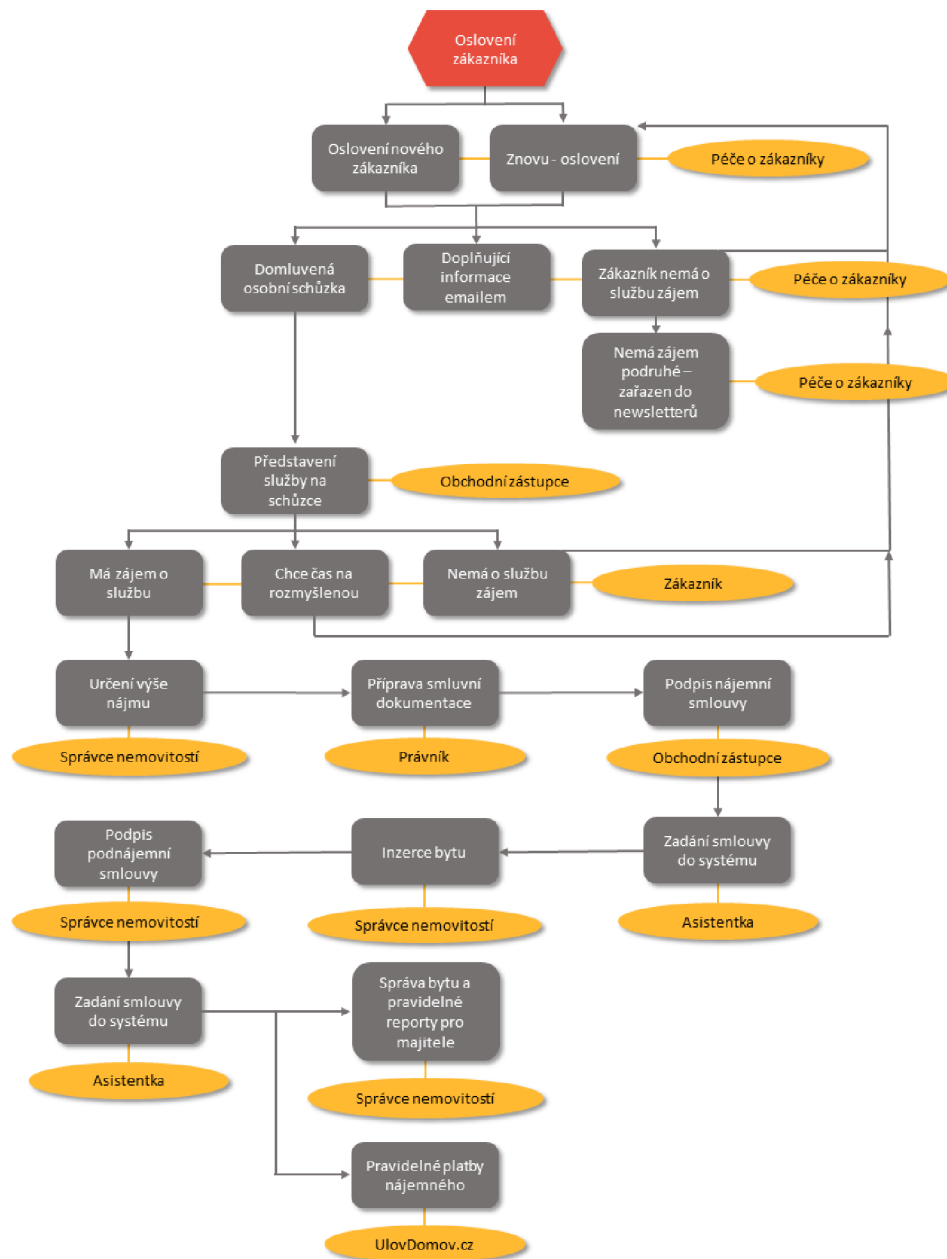 Oslovení
zákazníka
Oslovení nového
zákazníka
Znovu - oslovení
Péče o zákazníky
Domluvená
osobní schůzka
Doplňující
informace
emailem
Zákazník nemá o
službu zájem
Péče o zákazníky
Nemá zájem
podruhé –
zařazen do
newsletterů
Péče o zákazníky
Představení
služby na
schůzce
Obchodní zástupce
Má zájem o
službu
Chce čas na
rozmyšlenou
Nemá o službu
zájem
Zákazník
Určení výše
nájmu
Příprava smluvní
dokumentace
Podpis nájemní
smlouvy
Správce nemovitostí
Právník
Obchodní zástupce
Podpis
podnájemní
smlouvy
Inzerce bytu
Zadání smlouvy
do systému
Správce nemovitostí
Správce nemovitostí
Asistentka
Zadání smlouvy
do systému
Správa bytu a
pravidelné
reporty pro
majitele
Asistentka
Správce nemovitostí
Pravidelné platby
nájemného
UlovDomov.cz